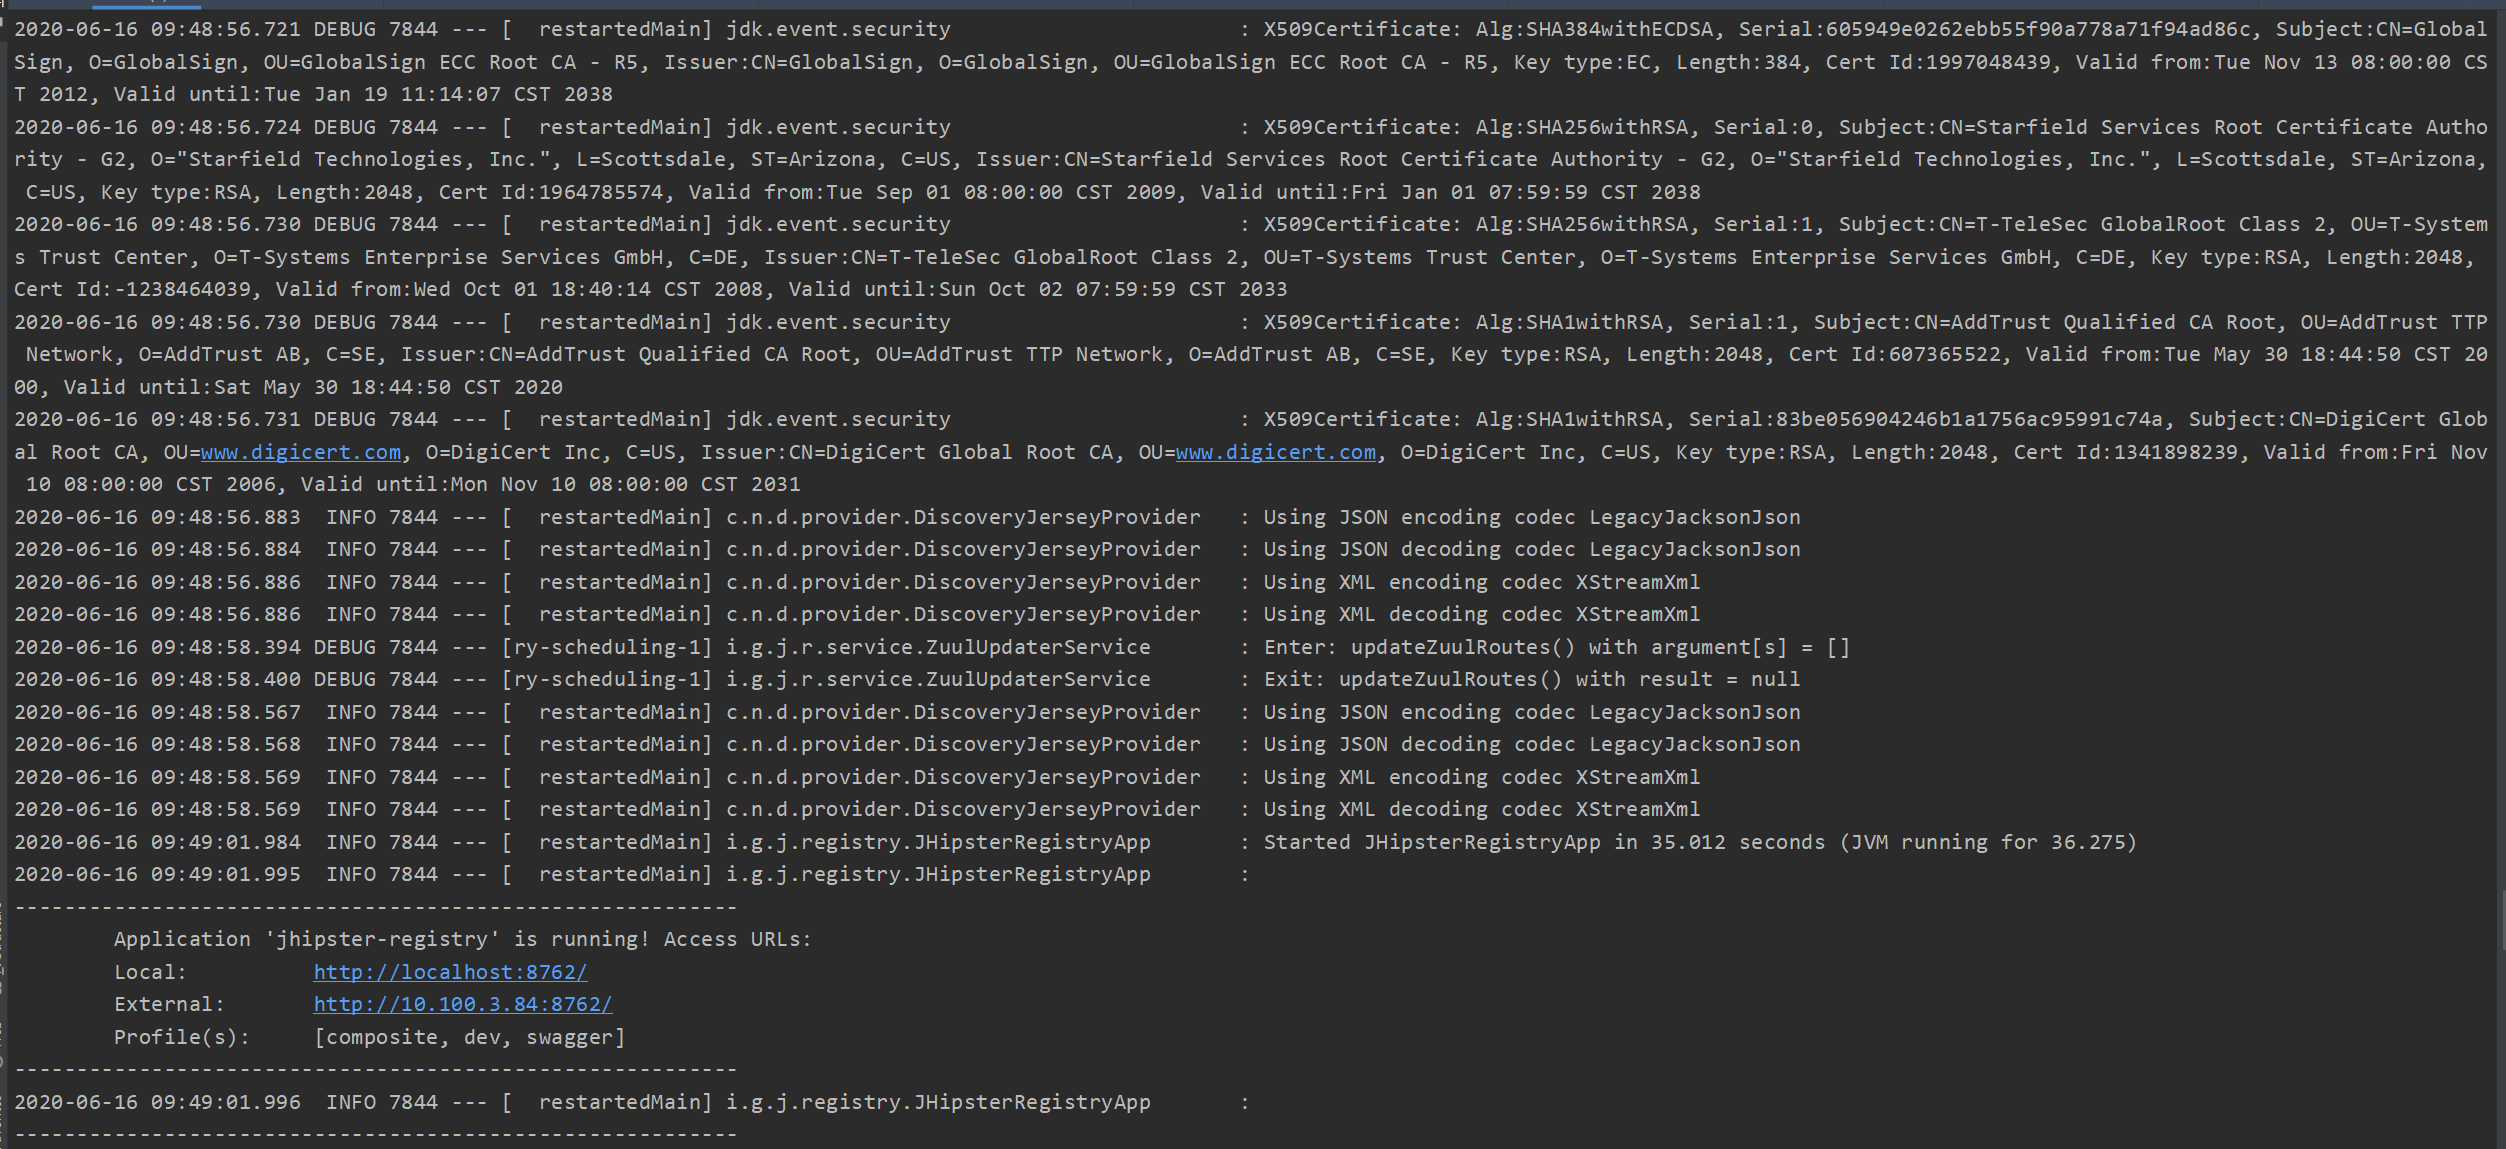 2020-06-16 09:48:56.721 DEBUG 7844 --- [  restartedMain] jdk.event.security                       : X509Certificate: Alg:SHA384withECDSA, Serial:605949e0262ebb55f90a778a71f94ad86c, Subject:CN=Global
Sign, O=GlobalSign, OU=GlobalSign ECC Root CA - R5, Issuer:CN=GlobalSign, O=GlobalSign, OU=GlobalSign ECC Root CA - R5, Key type:EC, Length:384, Cert Id:1997048439, Valid from:Tue Nov 13 08:00:00 CS
T 2012, Valid until:Tue Jan 19 11:14:07 CST 2038
2020-06-16 09:48:56.724 DEBUG 7844 --- [  restartedMain] jdk.event.security                       : X509Certificate: Alg:SHA256withRSA, Serial:0, Subject:CN=Starfield Services Root Certificate Autho
rity - G2, O="Starfield Technologies, Inc.", L=Scottsdale, ST=Arizona, C=US, Issuer:CN=Starfield Services Root Certificate Authority - G2, O="Starfield Technologies, Inc.", L=Scottsdale, ST=Arizona,
 C=US, Key type:RSA, Length:2048, Cert Id:1964785574, Valid from:Tue Sep 01 08:00:00 CST 2009, Valid until:Fri Jan 01 07:59:59 CST 2038
2020-06-16 09:48:56.730 DEBUG 7844 --- [  restartedMain] jdk.event.security                       : X509Certificate: Alg:SHA256withRSA, Serial:1, Subject:CN=T-TeleSec GlobalRoot Class 2, OU=T-System
s Trust Center, O=T-Systems Enterprise Services GmbH, C=DE, Issuer:CN=T-TeleSec GlobalRoot Class 2, OU=T-Systems Trust Center, O=T-Systems Enterprise Services GmbH, C=DE, Key type:RSA, Length:2048,
Cert Id:-1238464039, Valid from:Wed Oct 01 18:40:14 CST 2008, Valid until:Sun Oct 02 07:59:59 CST 2033
2020-06-16 09:48:56.730 DEBUG 7844 --- [  restartedMain] jdk.event.security                       : X509Certificate: Alg:SHA1withRSA, Serial:1, Subject:CN=AddTrust Qualified CA Root, OU=AddTrust TTP
 Network, O=AddTrust AB, C=SE, Issuer:CN=AddTrust Qualified CA Root, OU=AddTrust TTP Network, O=AddTrust AB, C=SE, Key type:RSA, Length:2048, Cert Id:607365522, Valid from:Tue May 30 18:44:50 CST 20
00, Valid until:Sat May 30 18:44:50 CST 2020
2020-06-16 09:48:56.731 DEBUG 7844 --- [  restartedMain] jdk.event.security                       : X509Certificate: Alg:SHA1withRSA, Serial:83be056904246b1a1756ac95991c74a, Subject:CN=DigiCert Glob
al Root CA, OU=www.digicert.com, O=DigiCert Inc, C=US, Issuer:CN=DigiCert Global Root CA, OU=www.digicert.com, O=DigiCert Inc, C=US, Key type:RSA, Length:2048, Cert Id:1341898239, Valid from:Fri Nov
 10 08:00:00 CST 2006, Valid until:Mon Nov 10 08:00:00 CST 2031
2020-06-16 09:48:56.883  INFO 7844 --- [  restartedMain] c.n.d.provider.DiscoveryJerseyProvider   : Using JSON encoding codec LegacyJacksonJson
2020-06-16 09:48:56.884  INFO 7844 --- [  restartedMain] c.n.d.provider.DiscoveryJerseyProvider   : Using JSON decoding codec LegacyJacksonJson
2020-06-16 09:48:56.886  INFO 7844 --- [  restartedMain] c.n.d.provider.DiscoveryJerseyProvider   : Using XML encoding codec XStreamXml
2020-06-16 09:48:56.886  INFO 7844 --- [  restartedMain] c.n.d.provider.DiscoveryJerseyProvider   : Using XML decoding codec XStreamXml
2020-06-16 09:48:58.394 DEBUG 7844 --- [ry-scheduling-1] i.g.j.r.service.ZuulUpdaterService       : Enter: updateZuulRoutes() with argument[s] = []
2020-06-16 09:48:58.400 DEBUG 7844 --- [ry-scheduling-1] i.g.j.r.service.ZuulUpdaterService       : Exit: updateZuulRoutes() with result = null
2020-06-16 09:48:58.567  INFO 7844 --- [  restartedMain] c.n.d.provider.DiscoveryJerseyProvider   : Using JSON encoding codec LegacyJacksonJson
2020-06-16 09:48:58.568  INFO 7844 --- [  restartedMain] c.n.d.provider.DiscoveryJerseyProvider   : Using JSON decoding codec LegacyJacksonJson
2020-06-16 09:48:58.569  INFO 7844 --- [  restartedMain] c.n.d.provider.DiscoveryJerseyProvider   : Using XML encoding codec XStreamXml
2020-06-16 09:48:58.569  INFO 7844 --- [  restartedMain] c.n.d.provider.DiscoveryJerseyProvider   : Using XML decoding codec XStreamXml
2020-06-16 09:49:01.984  INFO 7844 --- [  restartedMain] i.g.j.registry.JHipsterRegistryApp       : Started JHipsterRegistryApp in 35.012 seconds (JVM running for 36.275)
2020-06-16 09:49:01.995  INFO 7844 --- [  restartedMain] i.g.j.registry.JHipsterRegistryApp       :
----------------------------------------------------------
        Application 'jhipster-registry' is running! Access URLs:
        Local:          http://localhost:8762/
        External:       http://10.100.3.84:8762/
        Profile(s):     [composite, dev, swagger]
----------------------------------------------------------
2020-06-16 09:49:01.996  INFO 7844 --- [  restartedMain] i.g.j.registry.JHipsterRegistryApp       :
----------------------------------------------------------